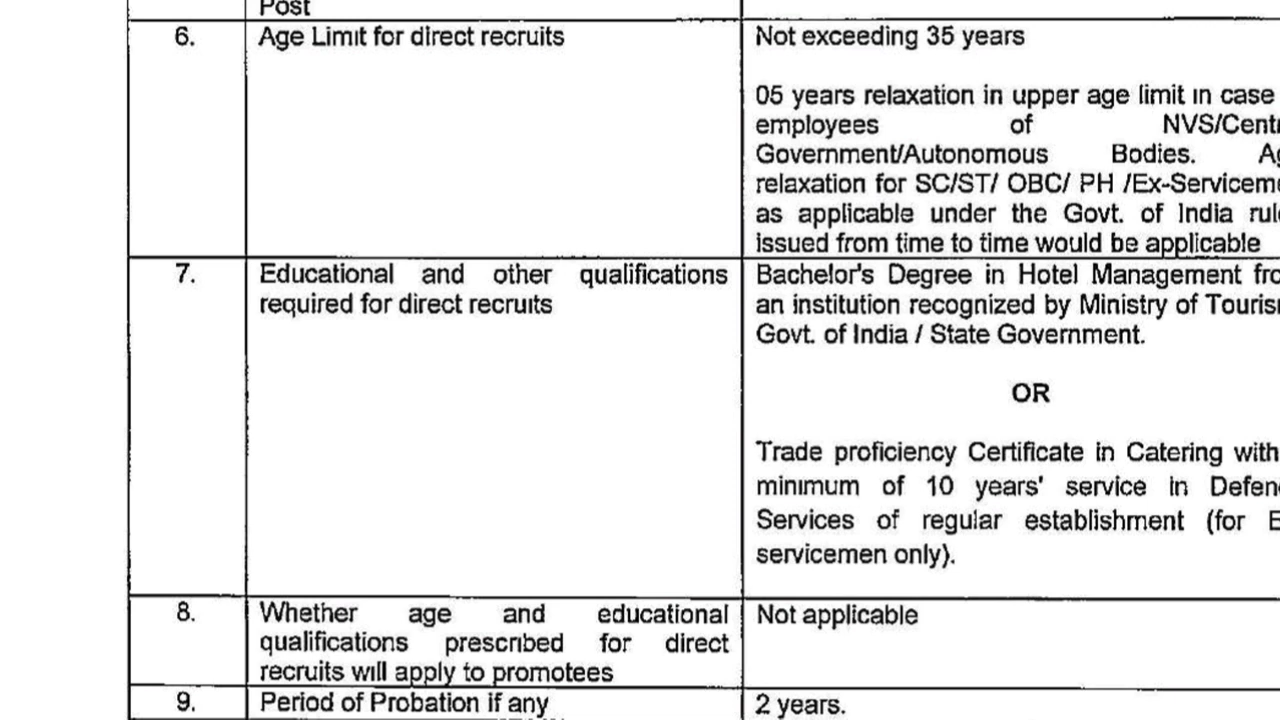 Post
6. Age Limit for direct recruits Not exceeding 35 years
05 years relaxation in upper age limit in case
employees of
Government/Autonomous Bodies.
relaxation for SC/ST/ OBC/ PH
as applicable under the Govt. of India
issued from time to time would be applicable
7. Educational and other qualifications Bachelor's Degree in Hotel Management
required for direct recruits an institution recognized by Ministry of
Govt. of India / State Government.
OR
Trade proficiency Certificate in Catering with
minimum of 10 years' service in
Services of regular establishment (for
servicemen only).
8. Whether age and educational Not applicable
qualifications prescribed for direct
recruits will apply to promotees
9. Period of Probation if any 2 years.